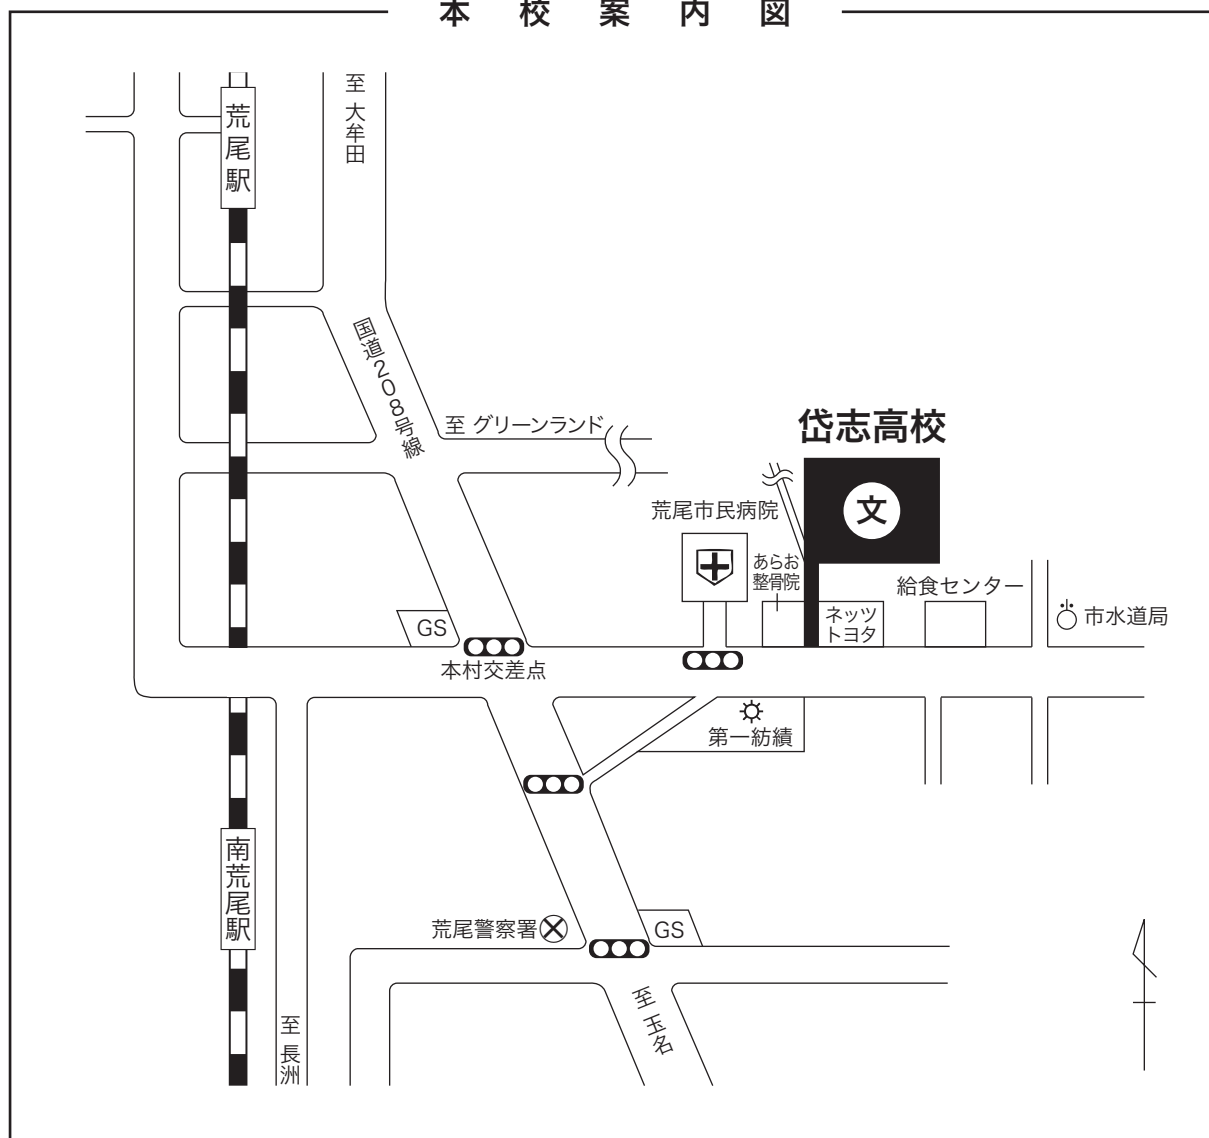 本校案内図
荒尾駅
至 大牟田
国道208号線
至 グリーンランド
岱志高校
文
荒尾市民病院
あらお
整骨院
ネッツ
トヨタ
給食センター
市水道局
GS
本村交差点
第一紡績
南荒尾駅
荒尾警察署
GS
至 玉名
至 長洲